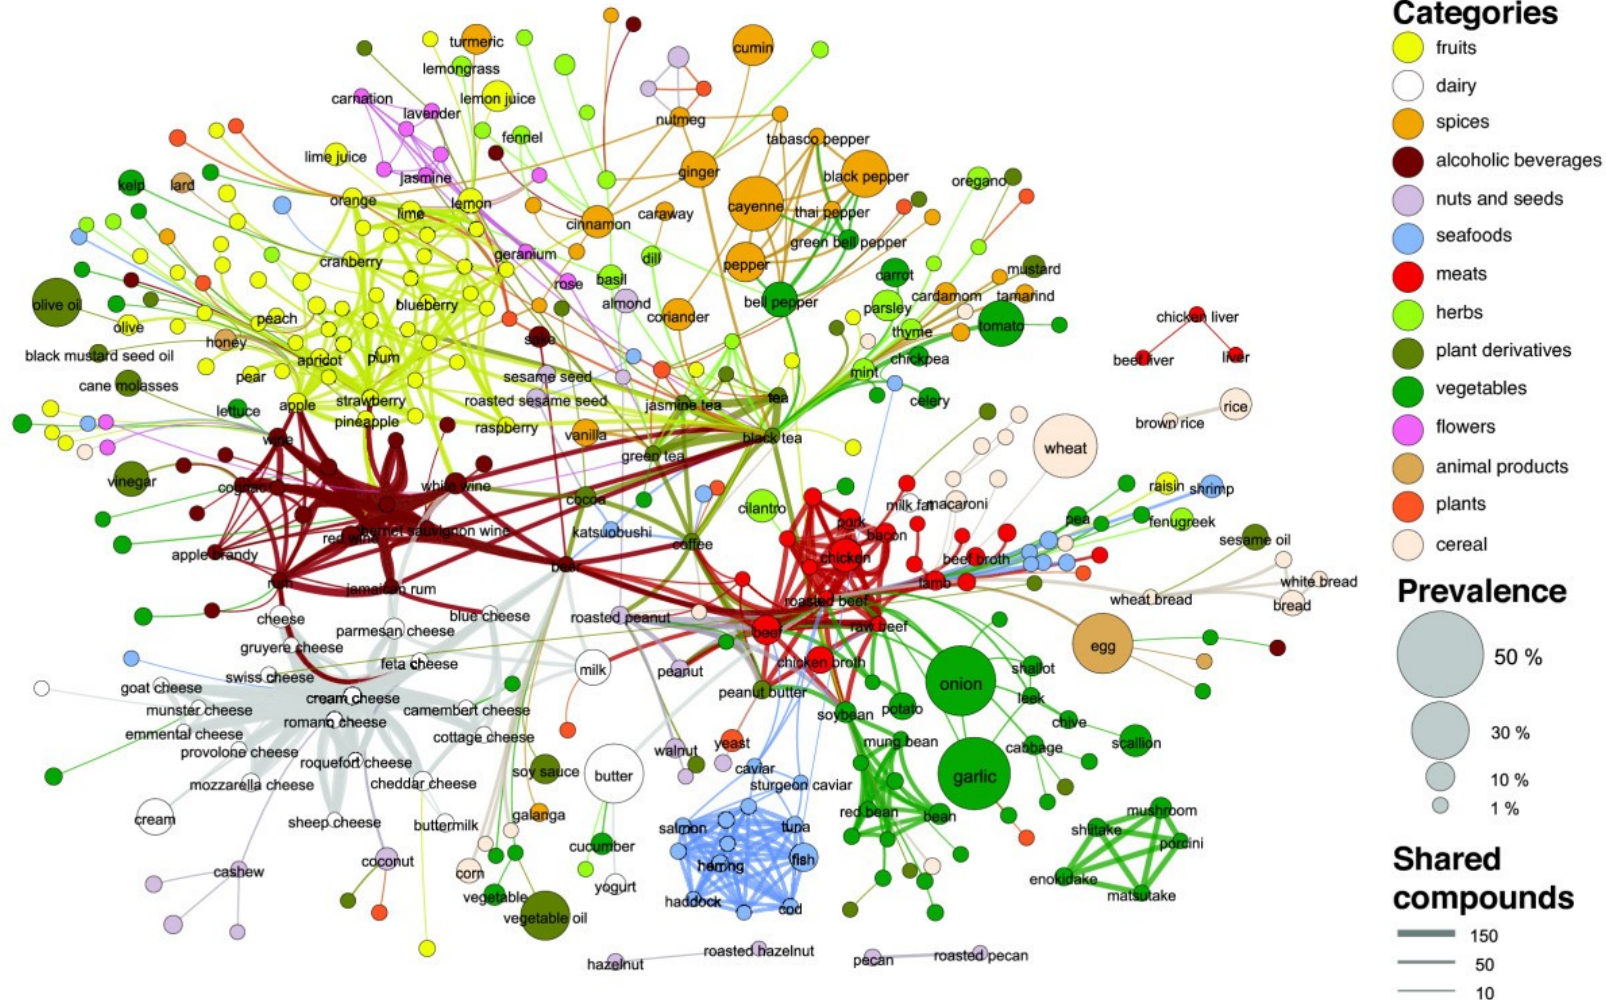 Categories
fruits
dairy
spices
alcoholic beverages
nuts and seeds
seafoods
meats
herbs
plant derivatives
vegetables
flowers
animal products
plants
cereal
Prevalence
50 %
30 %
10 %
1 %
Shared
compounds
150
50
10
turmeric
cumin
lemongrass
carnation
lemon juice
lavender
nutmeg
fennel
tabasco pepper
lime juice
ginger
black pepper
kelp
lard
jasmine
oregano
orange
lime
lemon
cayenne
caraway
thai pepper
cinnamon
green bell pepper
cranberry
geranium
dill
pepper
basil
carrot
mustard
rose
olive oil
blueberry
almond
bell pepper
cardamom
tamarind
parsley
coriander
chicken liver
olive
peach
thyme
tomato
honey
sake
black mustard seed oil
apricot
plum
chickpea
beef liver
liver
pear
sesame seed
mint
cane molasses
roasted sesame seed
jasmine tea
tea
celery
lettuce
apple
strawberry
rice
brown rice
pineapple
raspberry
vanilla
wine
black tea
green tea
wheat
vinegar
white wine
raisin
shrimp
cocoa
cilantro
milk fat
macaroni
katsuobushi
pork
bacon
pea
fenugreek
red wine
coffee
sesame oil
apple brandy
chicken
beef broth
beer
rum
jamaican rum
lamb
white bread
roasted beef
wheat bread
bread
cheese
blue cheese
roasted peanut
parmesan cheese
beef
raw beef
gruyere cheese
egg
feta cheese
milk
peanut
chicken broth
shallot
swiss cheese
goat cheese
onion
peanut butter
cream cheese
leek
munster cheese
camembert cheese
potato
romano cheese
soybean
chive
emmental cheese
cottage cheese
mung bean
scallion
provolone cheese
walnut
yeast
cabbage
roquefort cheese
caviar
soy sauce
butter
garlic
mozzarella cheese
cheddar cheese
sturgeon caviar
cream
sheep cheese
buttermilk
galanga
salmon
tuna
red bean
bean
mushroom
shiitake
porcini
cucumber
coconut
herring
fish
cashew
corn
enokidake
yogurt
vegetable
matsutake
haddock
cod
vegetable oil
hazelnut
roasted hazelnut
pecan
roasted pecan